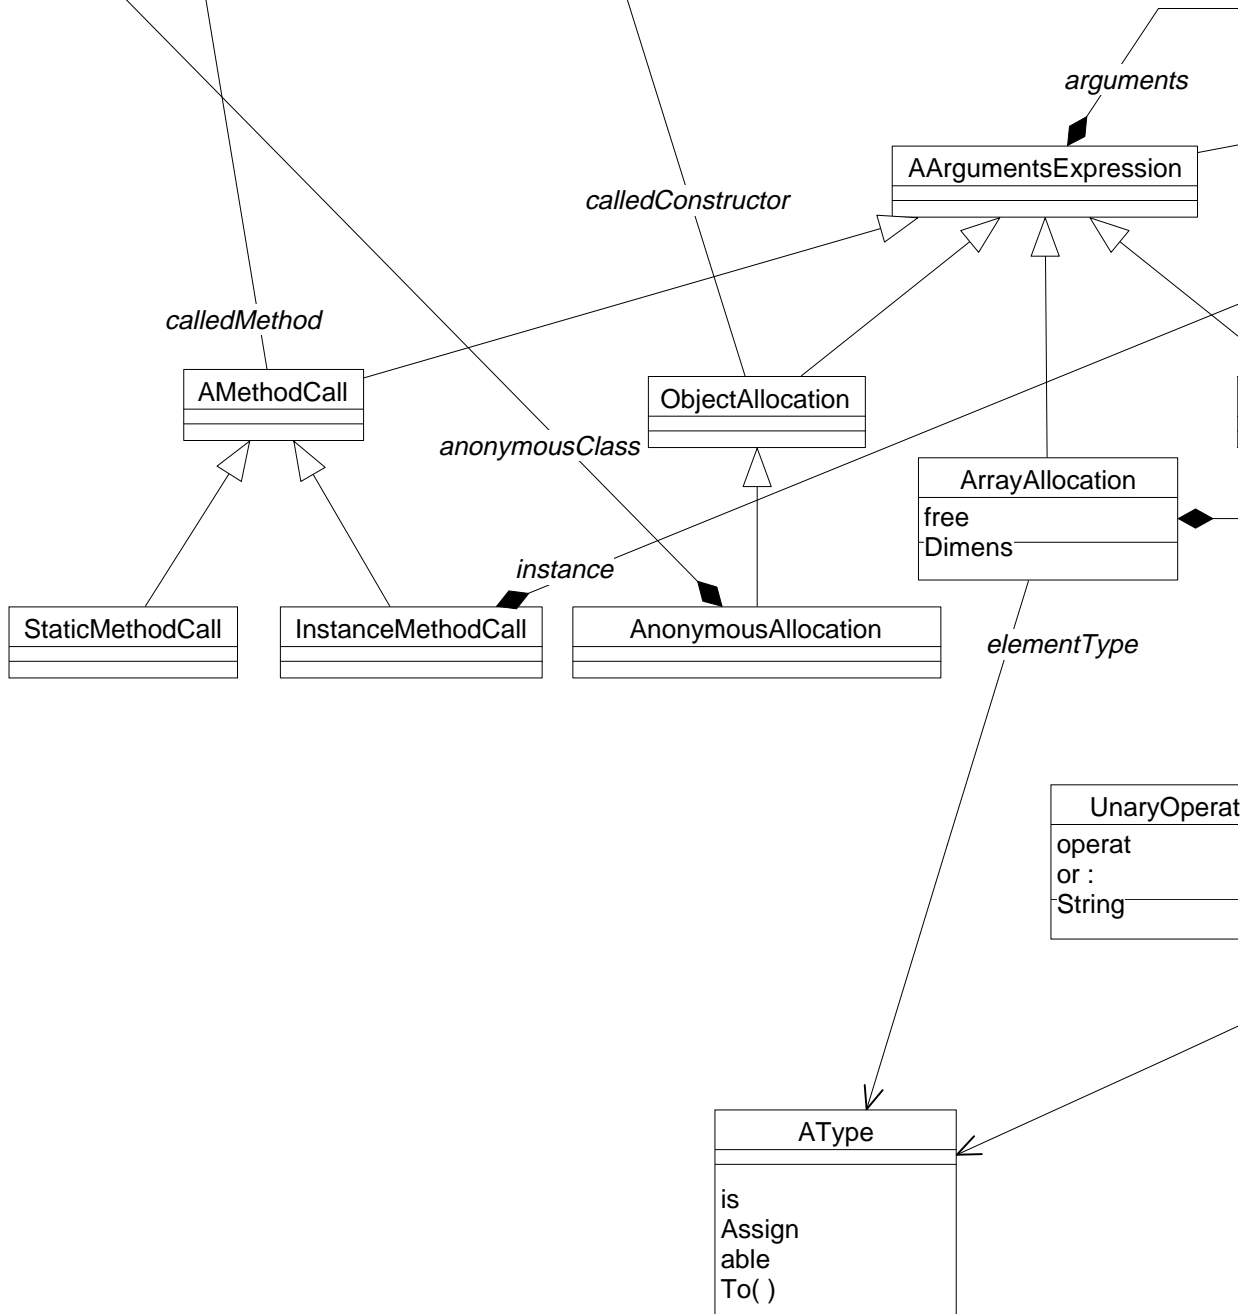 arguments
AArgumentsExpression
calledConstructor
calledMethod
AMethodCall
ObjectAllocation
anonymousClass
ArrayAllocation
free
Dimens
instance
StaticMethodCall
InstanceMethodCall
AnonymousAllocation
elementType
UnaryOperat
operat
or :
String
AType
is
Assign
able
To( )